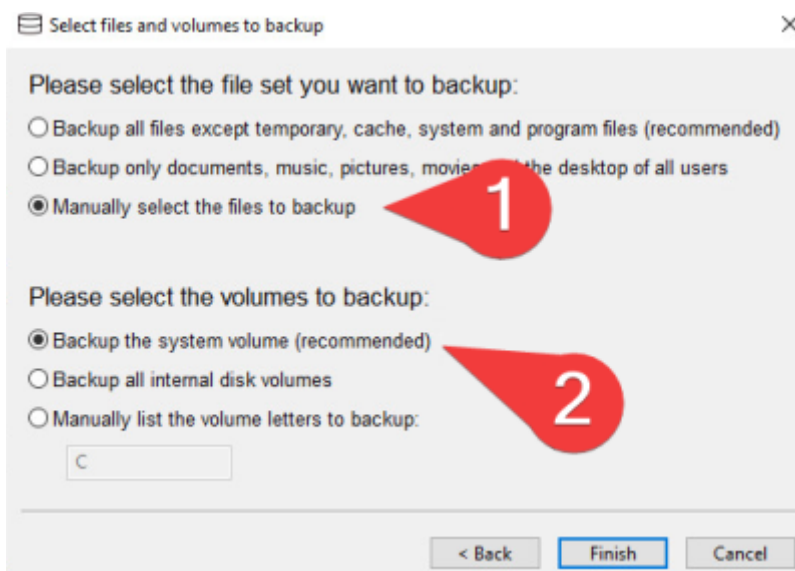 Select files and volumes to backup
Please select the file set you want to backup:
Backup all files except temporary, cache, system and program files (recommended)
Backup only documents, music, pictures, movies the desktop of all users
Manually select the files to backup
1
Please select the volumes to backup:
Backup the system volume (recommended)
Backup all internal disk volumes
2
Manually list the volume letters to backup:
C
< Back Finish Cancel